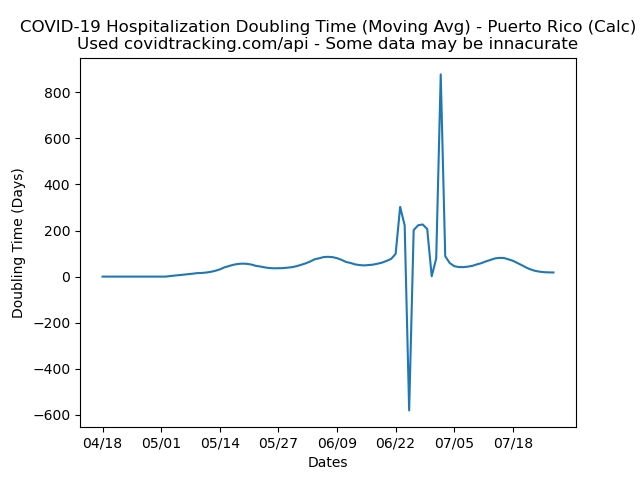 COVID-19 Hospitalization Doubling Time (Moving Avg) - Puerto Rico (Calc)
Used covidtracking.com/api - Some data may be innacurate
Doubling Time (Days)
800
600
400
200
0
−200
−400
−600
04/18 05/01 05/14 05/27 06/09 06/22 07/05 07/18
Dates